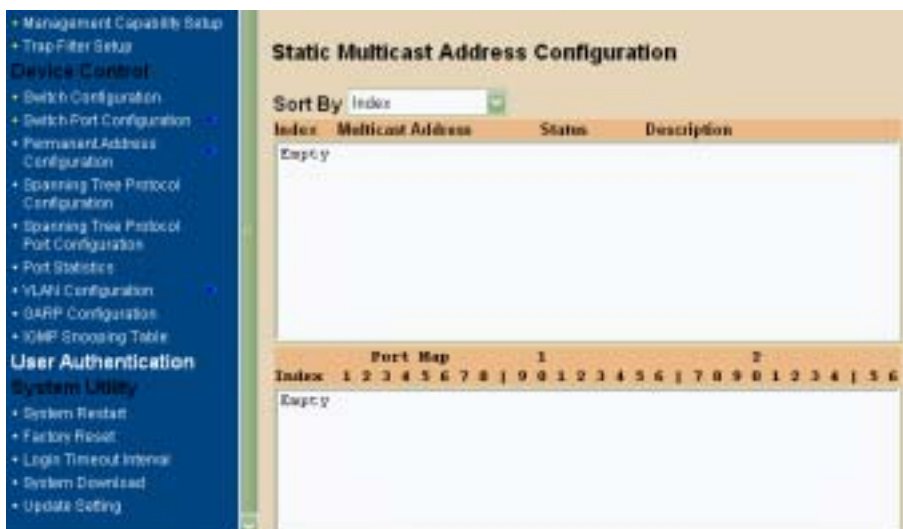 Management Capability Setup
Trap Filter Setup
Device Control
Switch Configuration
Switch Port Configuration
Permanent Address
Configuration
Spanning Tree Protocol
Configuration
Spanning Tree Protocol
Port Configuration
Port Statistics
VLAN Configuration
GARP Configuration
IGMP Snooping Table
User Authentication
System Utility
System Restart
Factory Reset
Login Timeout Interval
System Download
Update Setting
Static Multicast Address Configuration
Sort By Index
Index Multicast Address Status Description
Empty
Port Map 1 2
Index 1 2 3 4 5 6 7 8 | 9 0 1 2 3 4 5 6 | 7 8 9 0 1 2 3 4 | 5 6
Empty